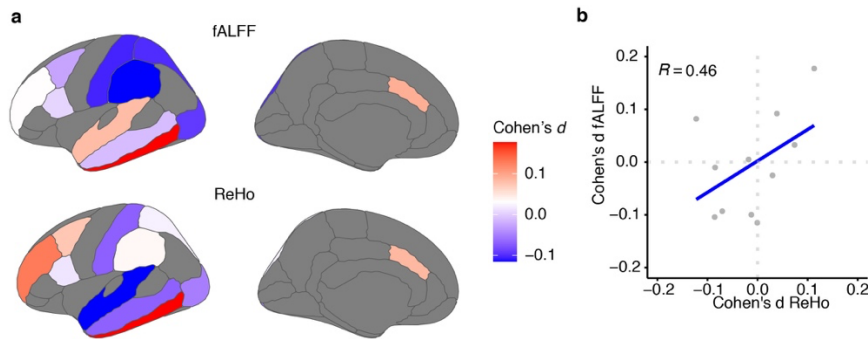 a
fALFF
ReHo
Cohen's d
0.1
0.0
−0.1
b
R = 0.46
Cohen's d fALFF
0.2
0.1
0.0
−0.1
−0.2
−0.2 −0.1 0.0 0.1 0.2
Cohen's d ReHo